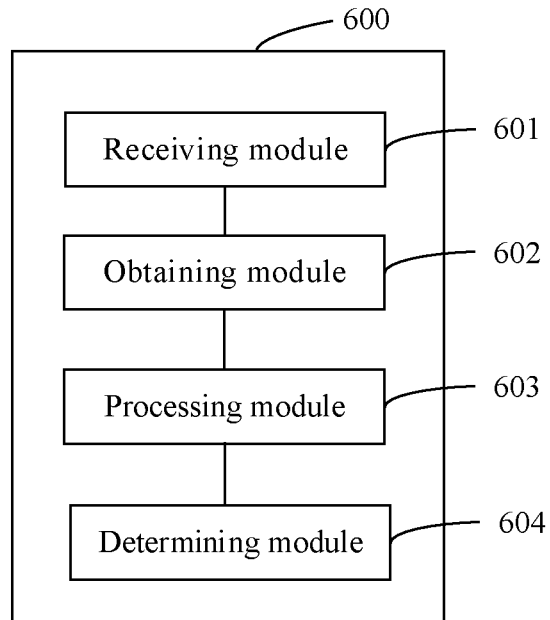 600
Receiving module 601
Obtaining module 602
Processing module 603
Determining module 604